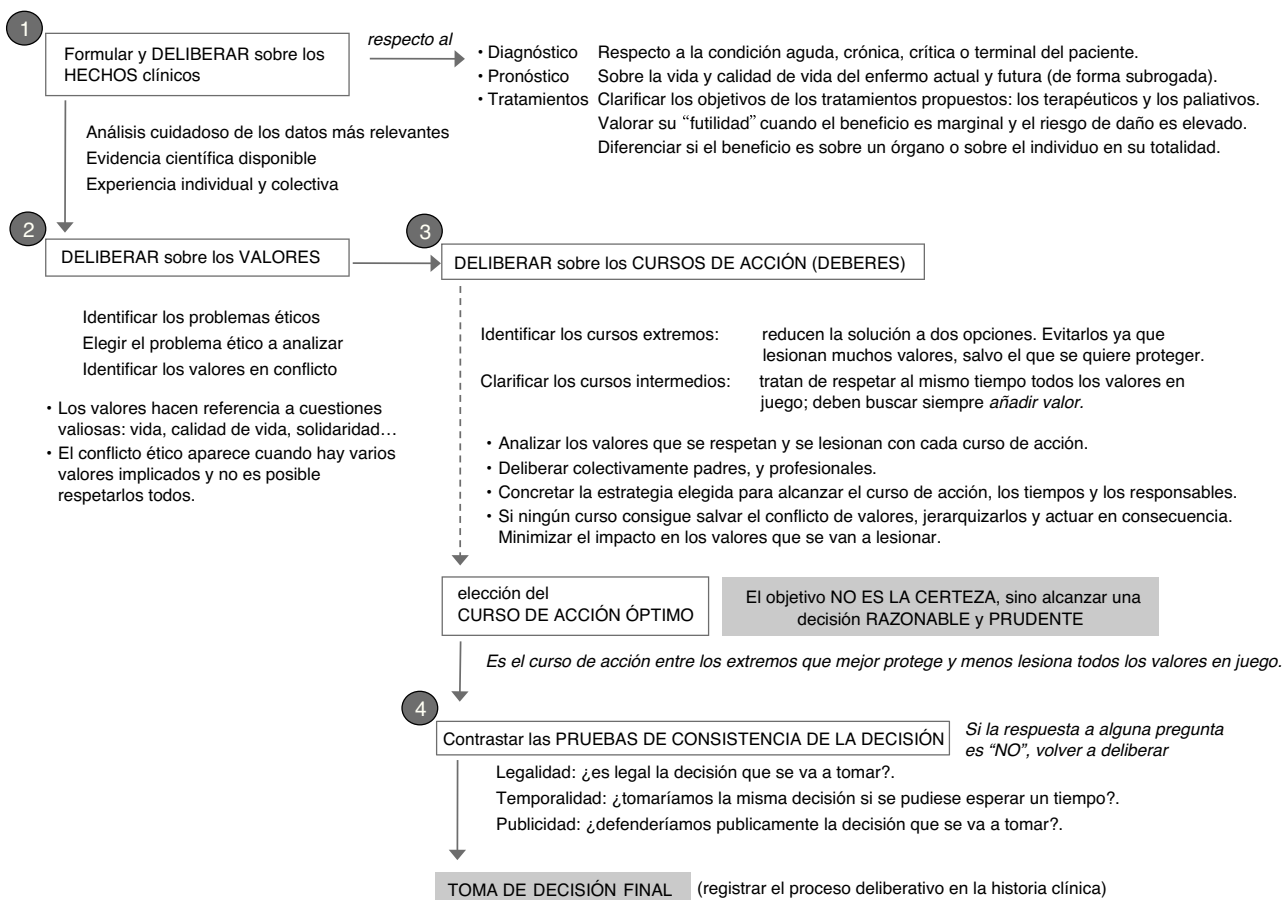 1
Formular y DELIBERAR sobre los
HECHOS clínicos
respecto al
• Diagnóstico Respecto a la condición aguda, crónica, crítica o terminal del paciente.
• Pronóstico Sobre la vida y calidad de vida del enfermo actual y futura (de forma subrogada).
• Tratamientos Clarificar los objetivos de los tratamientos propuestos: los terapéuticos y los paliativos.
Valorar su “futilidad” cuando el beneficio es marginal y el riesgo de daño es elevado.
Diferenciar si el beneficio es sobre un órgano o sobre el individuo en su totalidad.
Análisis cuidadoso de los datos más relevantes
Evidencia científica disponible
Experiencia individual y colectiva
2
DELIBERAR sobre los VALORES
Identificar los problemas éticos
Elegir el problema ético a analizar
Identificar los valores en conflicto
• Los valores hacen referencia a cuestiones
valiosas: vida, calidad de vida, solidaridad…
• El conflicto ético aparece cuando hay varios
valores implicados y no es posible
respetarlos todos.
3
DELIBERAR sobre los CURSOS DE ACCIÓN (DEBERES)
Identificar los cursos extremos: reducen la solución a dos opciones. Evitarlos ya que
lesionan muchos valores, salvo el que se quiere proteger.
Clarificar los cursos intermedios: tratan de respetar al mismo tiempo todos los valores en
juego; deben buscar siempre añadir valor.
• Analizar los valores que se respetan y se lesionan con cada curso de acción.
• Deliberar colectivamente padres, y profesionales.
• Concretar la estrategia elegida para alcanzar el curso de acción, los tiempos y los responsables.
• Si ningún curso consigue salvar el conflicto de valores, jerarquizarlos y actuar en consecuencia.
Minimizar el impacto en los valores que se van a lesionar.
elección del
CURSO DE ACCIÓN ÓPTIMO
El objetivo NO ES LA CERTEZA, sino alcanzar una
decisión RAZONABLE y PRUDENTE
Es el curso de acción entre los extremos que mejor protege y menos lesiona todos los valores en juego.
4
Contrastar las PRUEBAS DE CONSISTENCIA DE LA DECISIÓN
Si la respuesta a alguna pregunta
es “NO”, volver a deliberar
Legalidad: ¿es legal la decisión que se va a tomar?.
Temporalidad: ¿tomaríamos la misma decisión si se pudiese esperar un tiempo?.
Publicidad: ¿defenderíamos publicamente la decisión que se va a tomar?.
TOMA DE DECISIÓN FINAL (registrar el proceso deliberativo en la historia clínica)